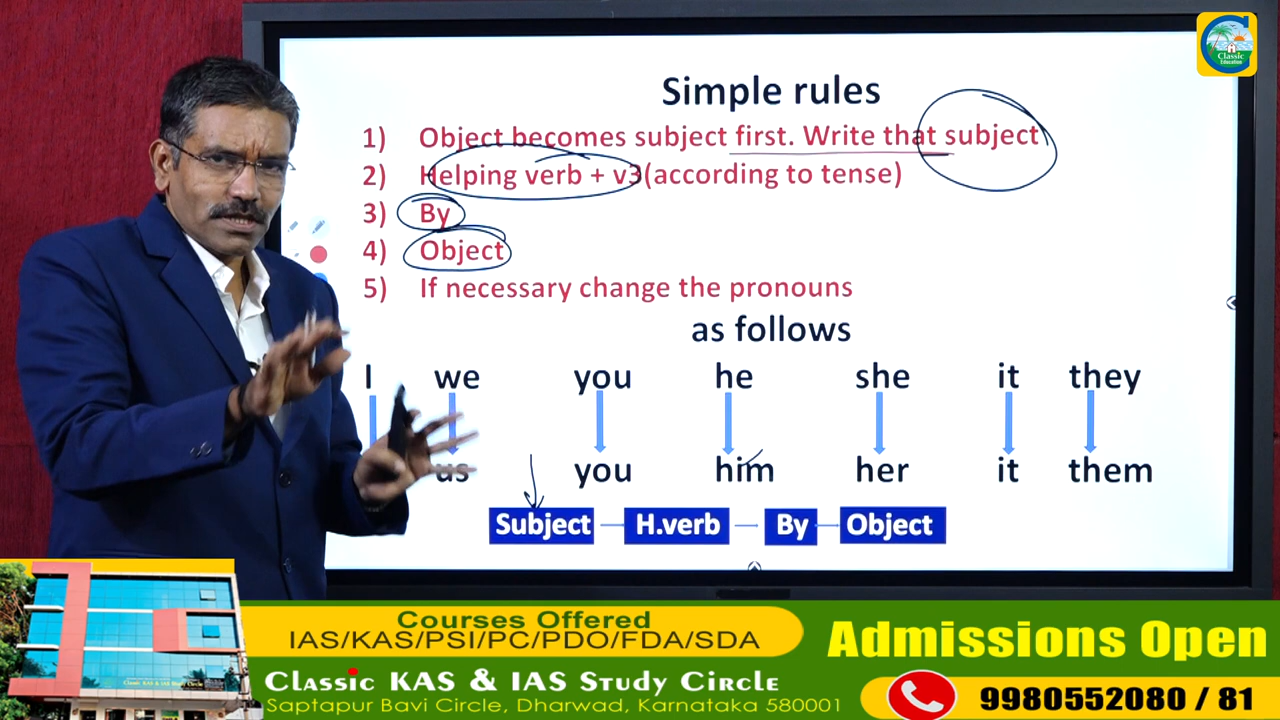 Classic
Education
Simple rules
1) Object becomes subject first. Write that subject
2) Helping verb + v3(according to tense)
3) By
4) Object
5) If necessary change the pronouns
as follows
I we you he she it they
us you him her it them
Subject H.verb By Object
Courses Offered
IAS/KAS/PSI/PC/PDO/FDA/SDA
Admissions Open
Classic KAS & IAS Study Circle
Saptapur Bavi Circle, Dharwad, Karnataka 580001
9980552080 / 81